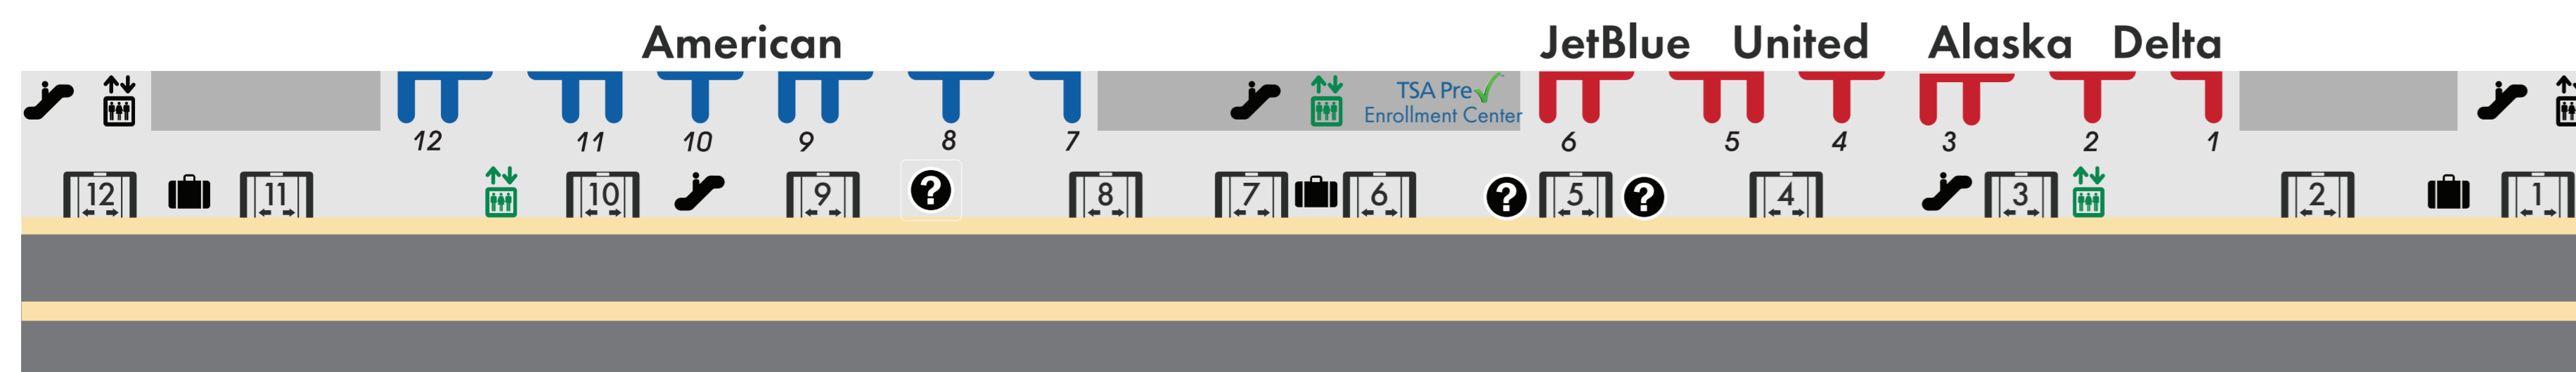 American JetBlue United Alaska Delta
TSA Pre✓
Enrollment Center
12 11 10 9 8 7 6 5 4 3 2 1
12 11 10 9 ? 8 7 6 ? 5 ? 4 3 2 1